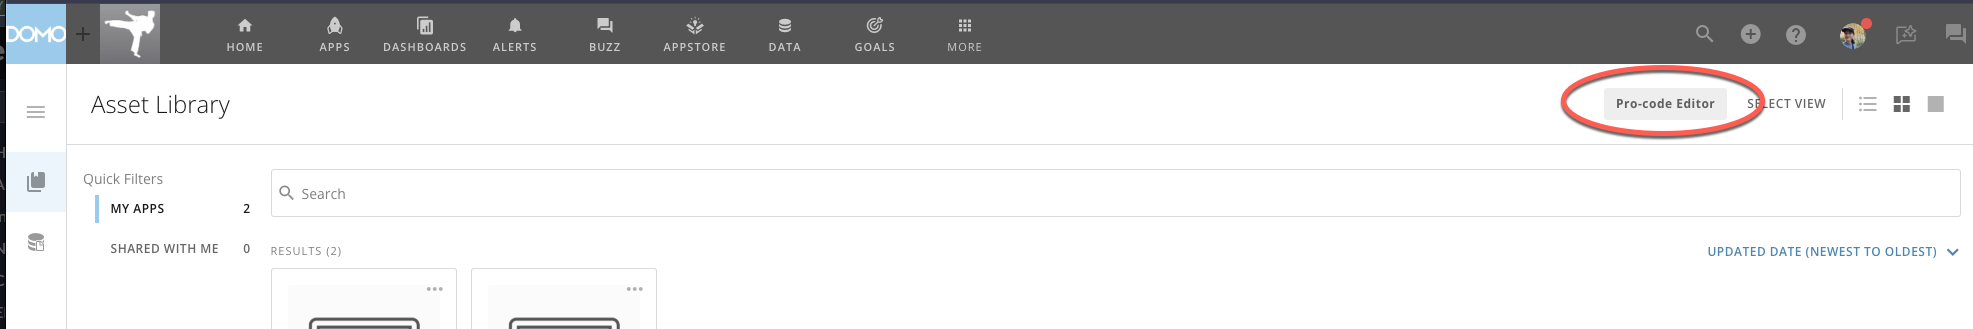 DOMO
HOME
APPS
DASHBOARDS
ALERTS
BUZZ
APPSTORE
DATA
GOALS
MORE
Asset Library
Pro-code Editor
SELECT VIEW
Quick Filters
MY APPS 2
SHARED WITH ME 0
Search
RESULTS (2)
UPDATED DATE (NEWEST TO OLDEST)